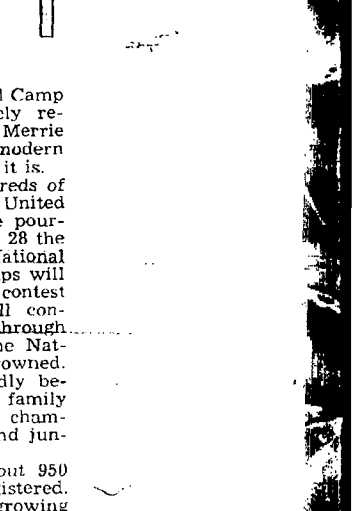 l Camp
ely re-
Merrie
modern
it is.
reds of
United
e pour-
28 the
National
ps will
contest
ll con-
through
he Nat-
owned.
dly be-
family
cham-
nd jun-
out 950
istered.
growing